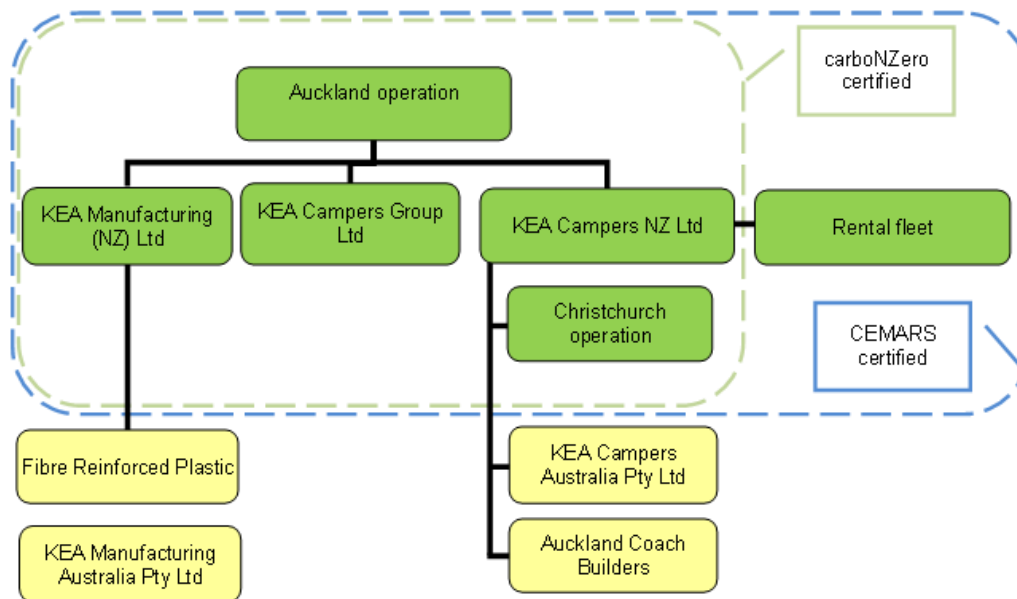 carboNZero
certified
Auckland operation
KEA Manufacturing
(NZ) Ltd
KEA Campers Group
Ltd
KEA Campers NZ Ltd
Rental fleet
Christchurch
operation
CEMARS
certified
Fibre Reinforced Plastic
KEA Campers
Australia Pty Ltd
KEA Manufacturing
Australia Pty Ltd
Auckland Coach
Builders